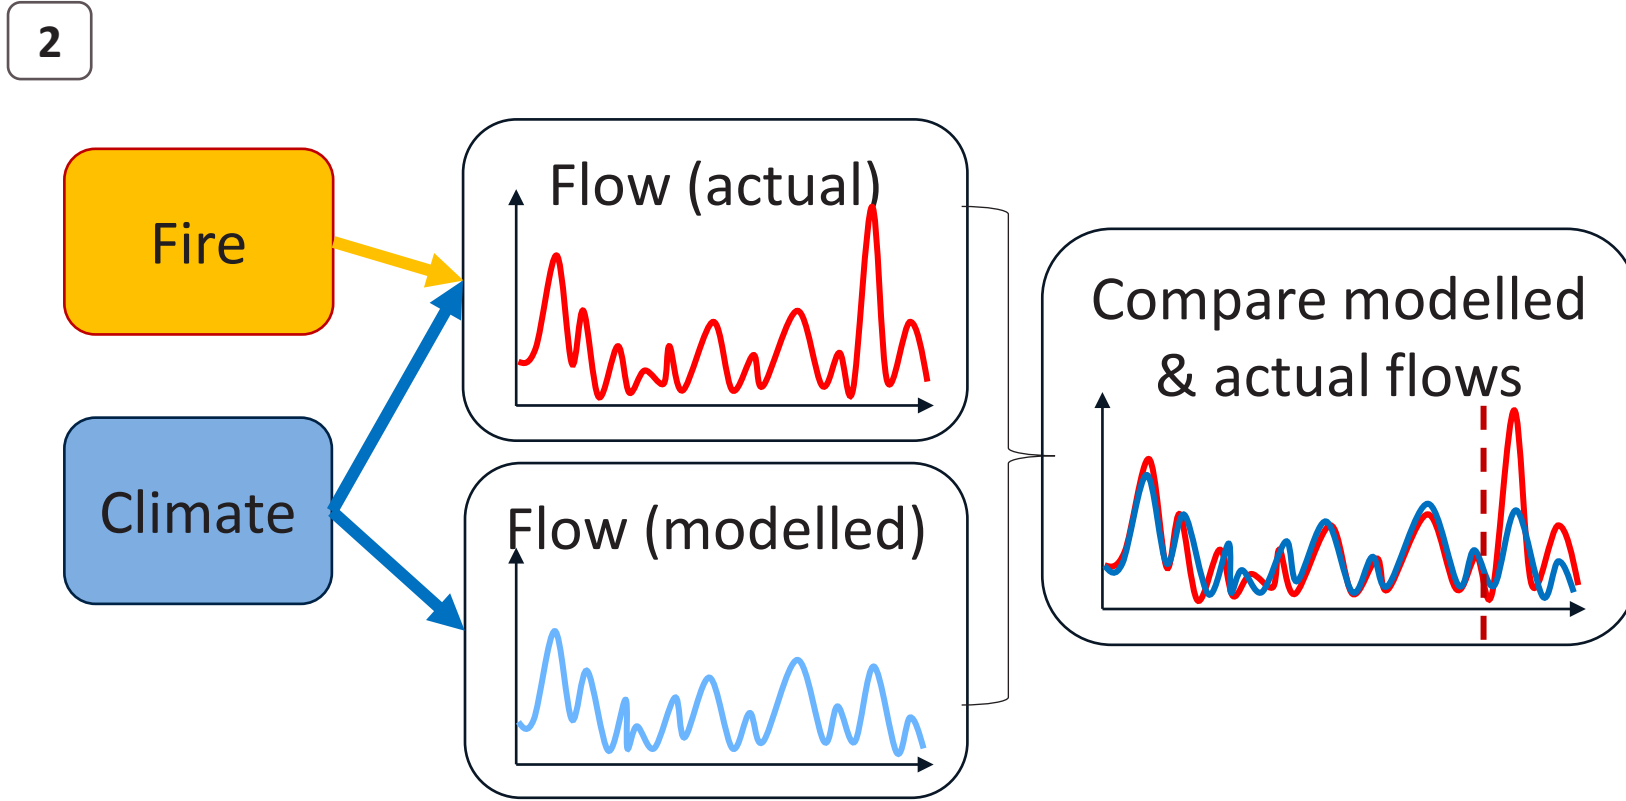 2
Fire
Climate
Flow (actual)
Flow (modelled)
Compare modelled
& actual flows